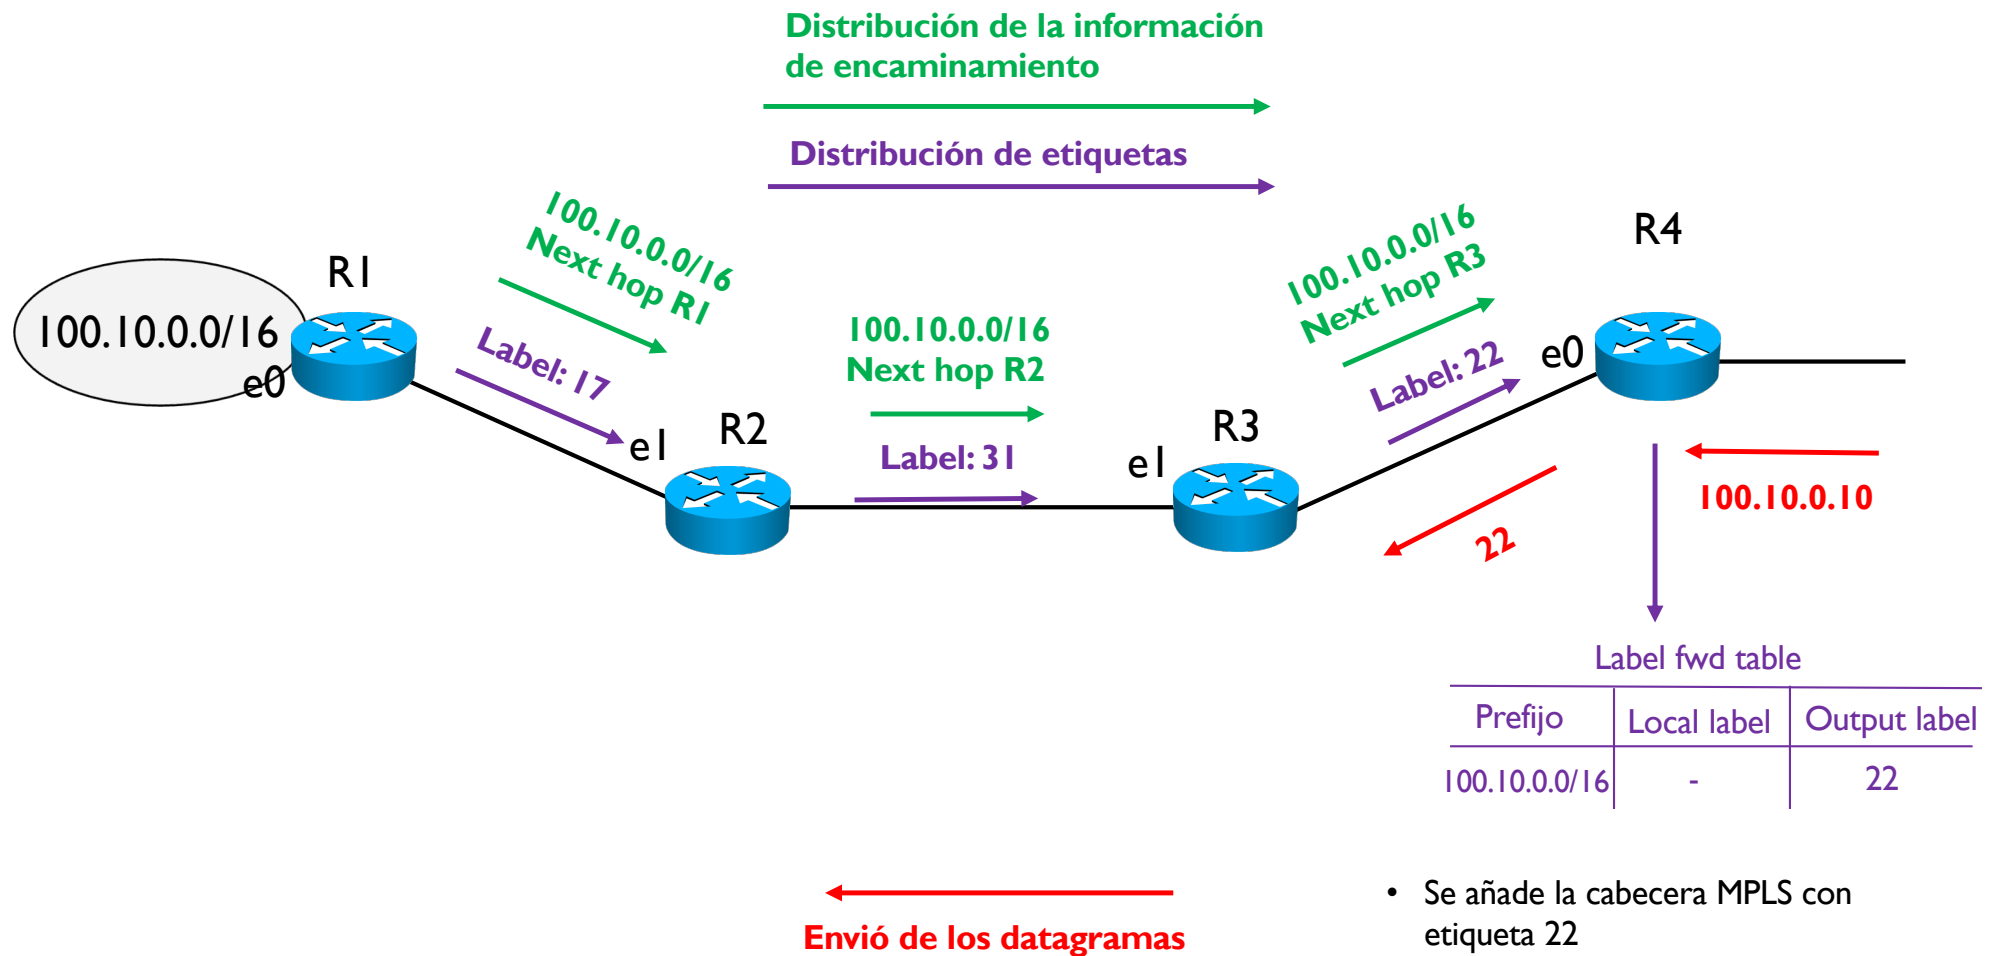 Distribución de la información
de encaminamiento
Distribución de etiquetas
100.10.0.0/16
Next hop R1
100.10.0.0/16
Next hop R3
R4
R1
100.10.0.0/16
e0
Label: 17
100.10.0.0/16
Next hop R2
Label: 22
e0
e1
R2
Label: 31
e1
R3
22
100.10.0.10
Label fwd table
Prefijo Local label Output label
100.10.0.0/16 - 22
Envió de los datagramas
• Se añade la cabecera MPLS con
etiqueta 22